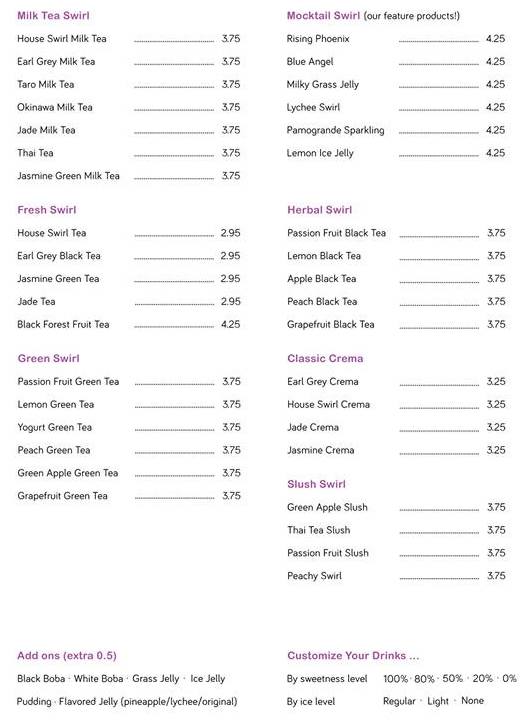 Milk Tea Swirl
House Swirl Milk Tea 3.75
Earl Grey Milk Tea 3.75
Taro Milk Tea 3.75
Okinawa Milk Tea 3.75
Jade Milk Tea 3.75
Thai Tea 3.75
Jasmine Green Milk Tea 3.75
Fresh Swirl
House Swirl Tea 2.95
Earl Grey Black Tea 2.95
Jasmine Green Tea 2.95
Jade Tea 2.95
Black Forest Fruit Tea 4.25
Green Swirl
Passion Fruit Green Tea 3.75
Lemon Green Tea 3.75
Yogurt Green Tea 3.75
Peach Green Tea 3.75
Green Apple Green Tea 3.75
Grapefruit Green Tea 3.75
Mocktail Swirl (our feature products!)
Rising Phoenix 4.25
Blue Angel 4.25
Milky Grass Jelly 4.25
Lychee Swirl 4.25
Pamogrande Sparkling 4.25
Lemon Ice Jelly 4.25
Herbal Swirl
Passion Fruit Black Tea 3.75
Lemon Black Tea 3.75
Apple Black Tea 3.75
Peach Black Tea 3.75
Grapefruit Black Tea 3.75
Classic Crema
Earl Grey Crema 3.25
House Swirl Crema 3.25
Jade Crema 3.25
Jasmine Crema 3.25
Slush Swirl
Green Apple Slush 3.75
Thai Tea Slush 3.75
Passion Fruit Slush 3.75
Peachy Swirl 3.75
Add ons (extra 0.5)
Black Boba · White Boba · Grass Jelly · Ice Jelly
Pudding · Flavored Jelly (pineapple/lychee/original)
Customize Your Drinks ...
By sweetness level 100% · 80% · 50% · 20% · 0%
By ice level Regular · Light · None